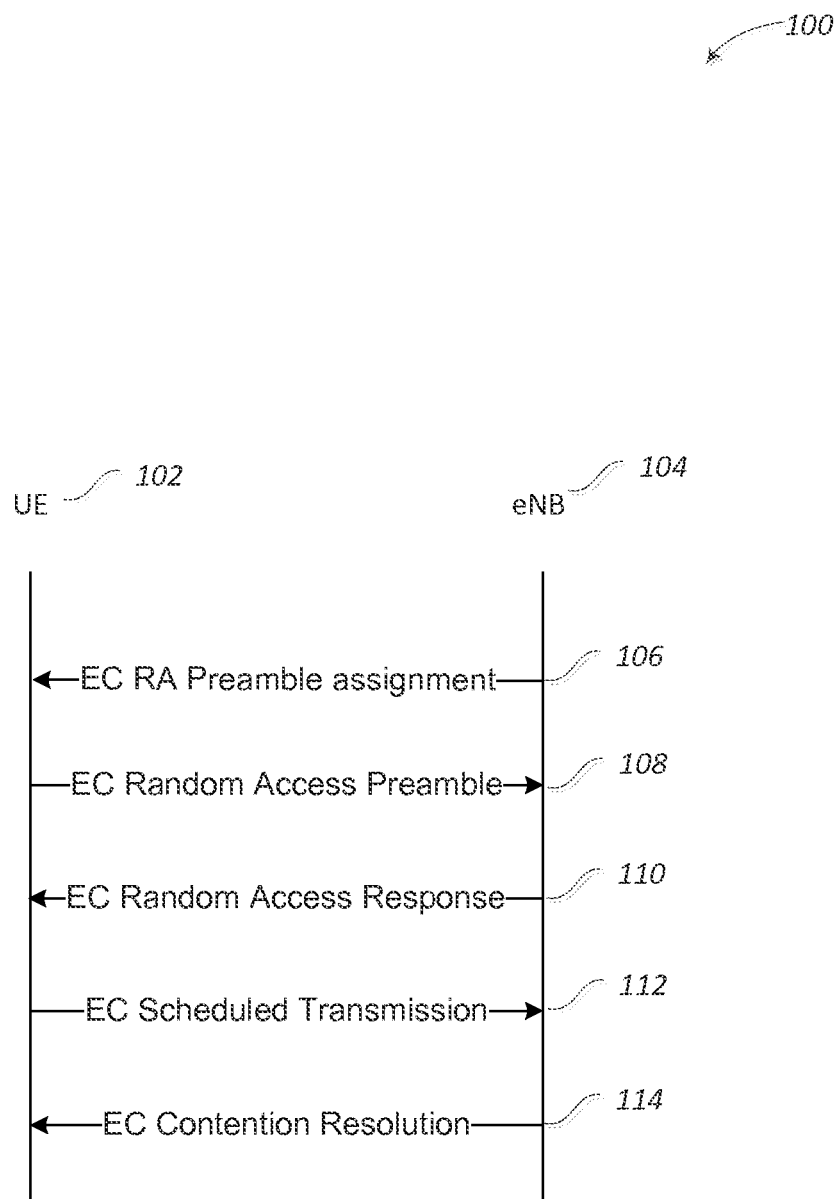 100
102
UE
104
eNB
EC RA Preamble assignment
106
EC Random Access Preamble
108
EC Random Access Response
110
EC Scheduled Transmission
112
EC Contention Resolution
114